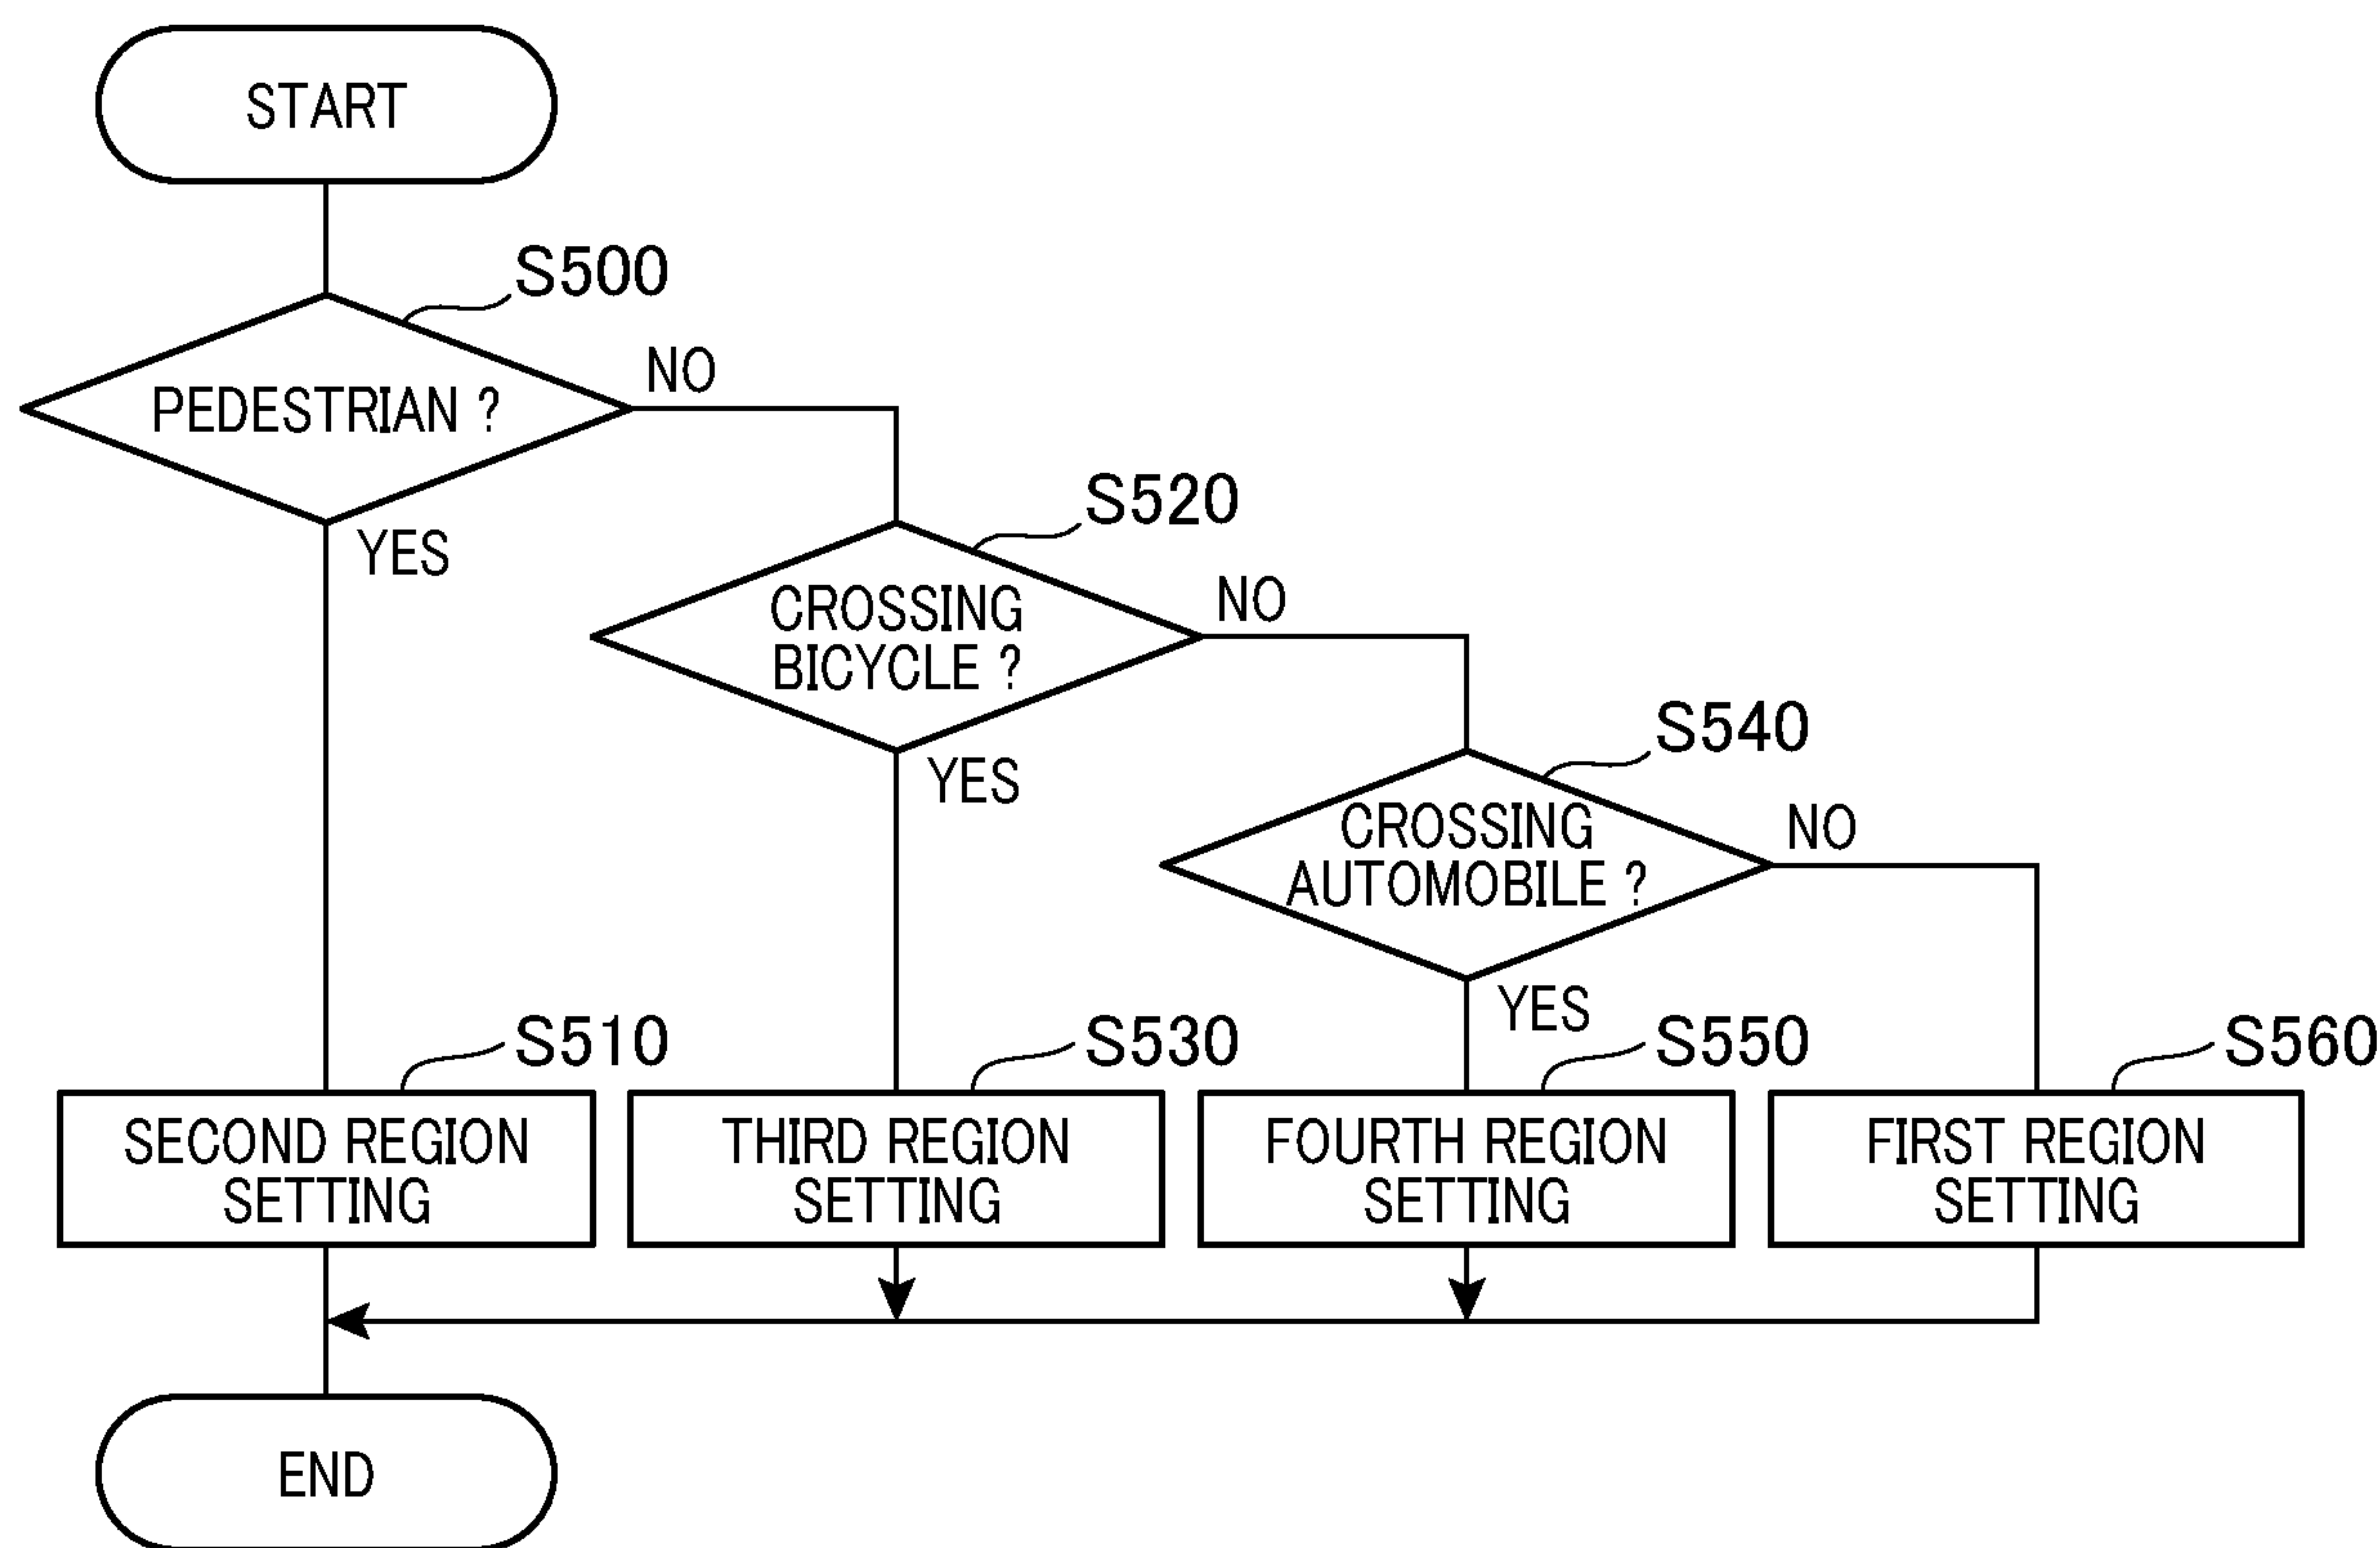 START
S500
PEDESTRIAN ?
NO
YES
S520
CROSSING
BICYCLE ?
NO
YES
S540
CROSSING
AUTOMOBILE ?
NO
YES
S510
SECOND REGION
SETTING
S530
THIRD REGION
SETTING
S550
FOURTH REGION
SETTING
S560
FIRST REGION
SETTING
END